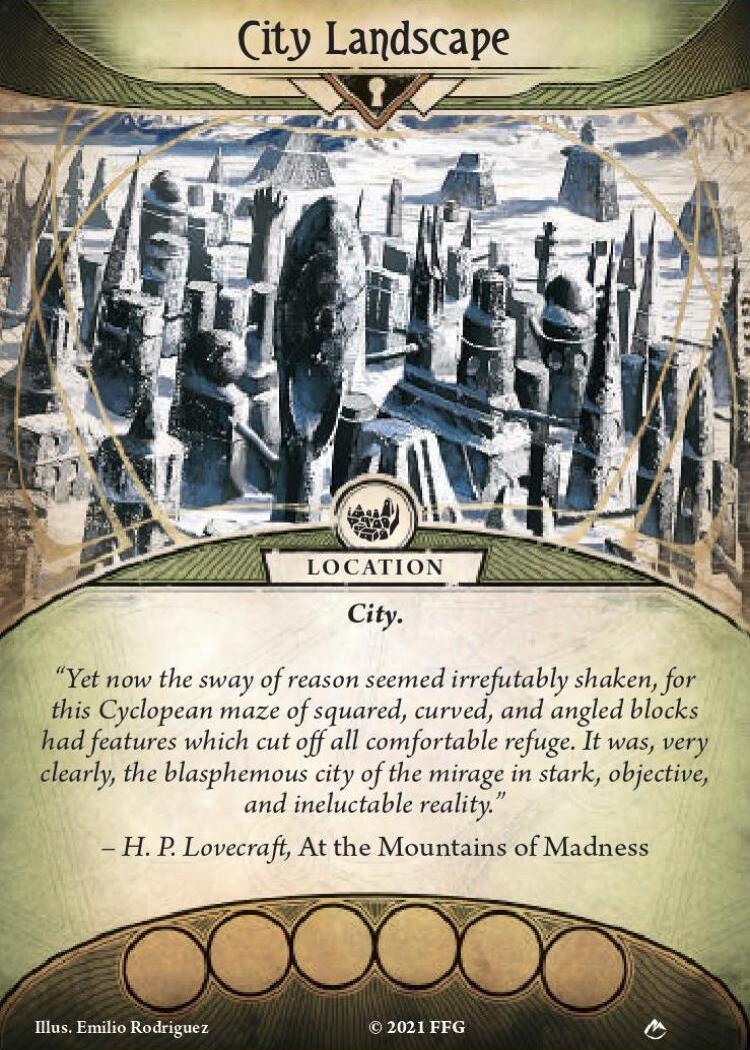 City Landscape
LOCATION
City.
“Yet now the sway of reason seemed irrefutably shaken, for
this Cyclopean maze of squared, curved, and angled blocks
had features which cut off all comfortable refuge. It was, very
clearly, the blasphemous city of the mirage in stark, objective,
and ineluctable reality.”
– H. P. Lovecraft, At the Mountains of Madness
Illus. Emilio Rodriguez © 2021 FFG